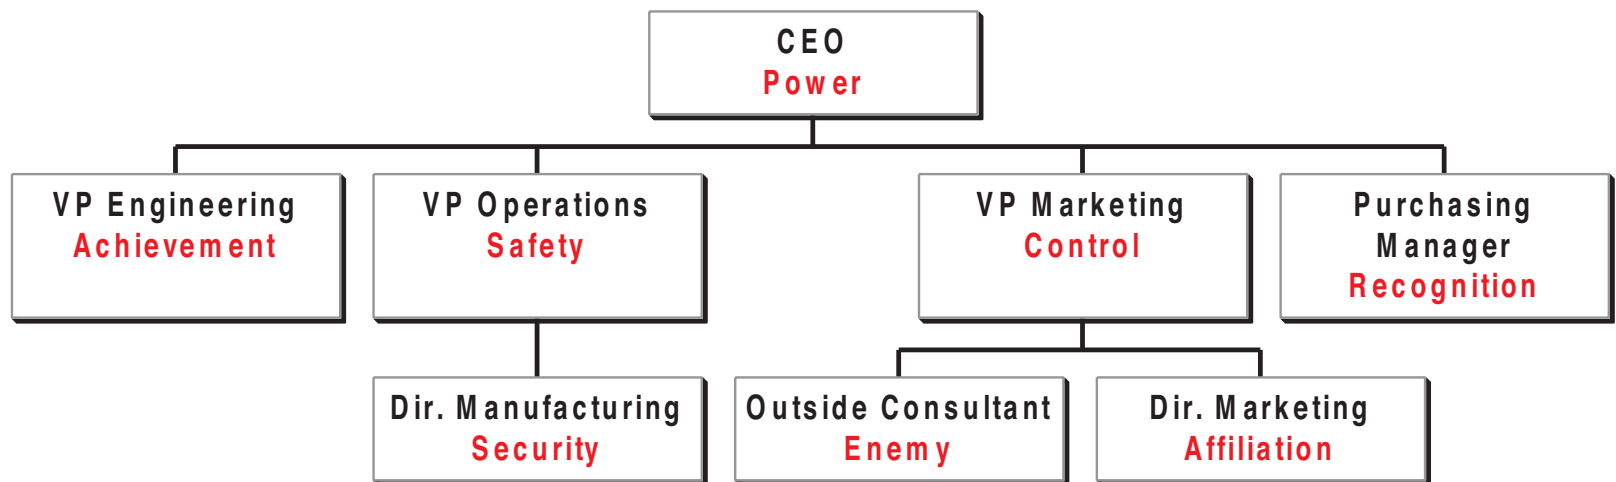 CEO
Power
VP Engineering
Achievement
VP Operations
Safety
VP Marketing
Control
Purchasing
Manager
Recognition
Dir. Manufacturing
Security
Outside Consultant
Enemy
Dir. Marketing
Affiliation